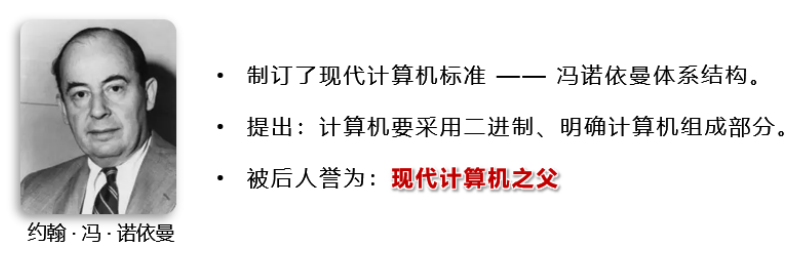 • 制订了现代计算机标准 —— 冯诺依曼体系结构。
• 提出：计算机要采用二进制、明确计算机组成部分。
• 被后人誉为：现代计算机之父
约翰 · 冯 · 诺依曼